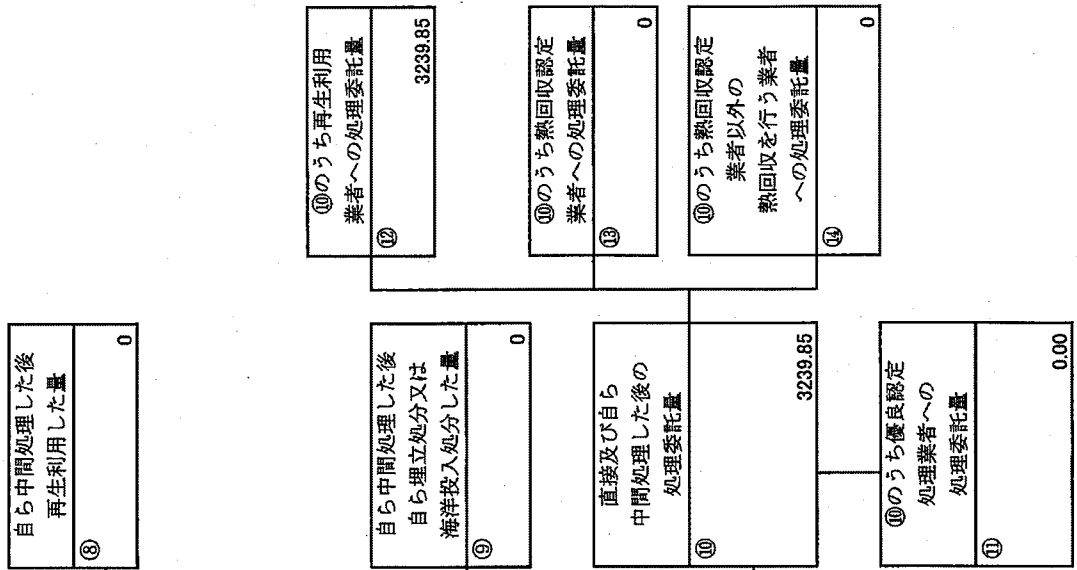 自ら中間処理した後
再生利用した量
⑧
0
自ら中間処理した後
自ら埋立処分又は
海洋投入処分した量
⑨
0
直接及び自ら
中間処理した後の
処理委託量
⑩
3239.85
⑩のうち優良認定
処理業者への
処理委託量
⑪
0.00
⑩のうち再生利用
業者への処理委託量
⑫
3239.85
⑩のうち熱回収認定
業者への処理委託量
⑬
0
⑩のうち熱回収認定
業者以外の
熱回収を行う業者
への処理委託量
⑭
0